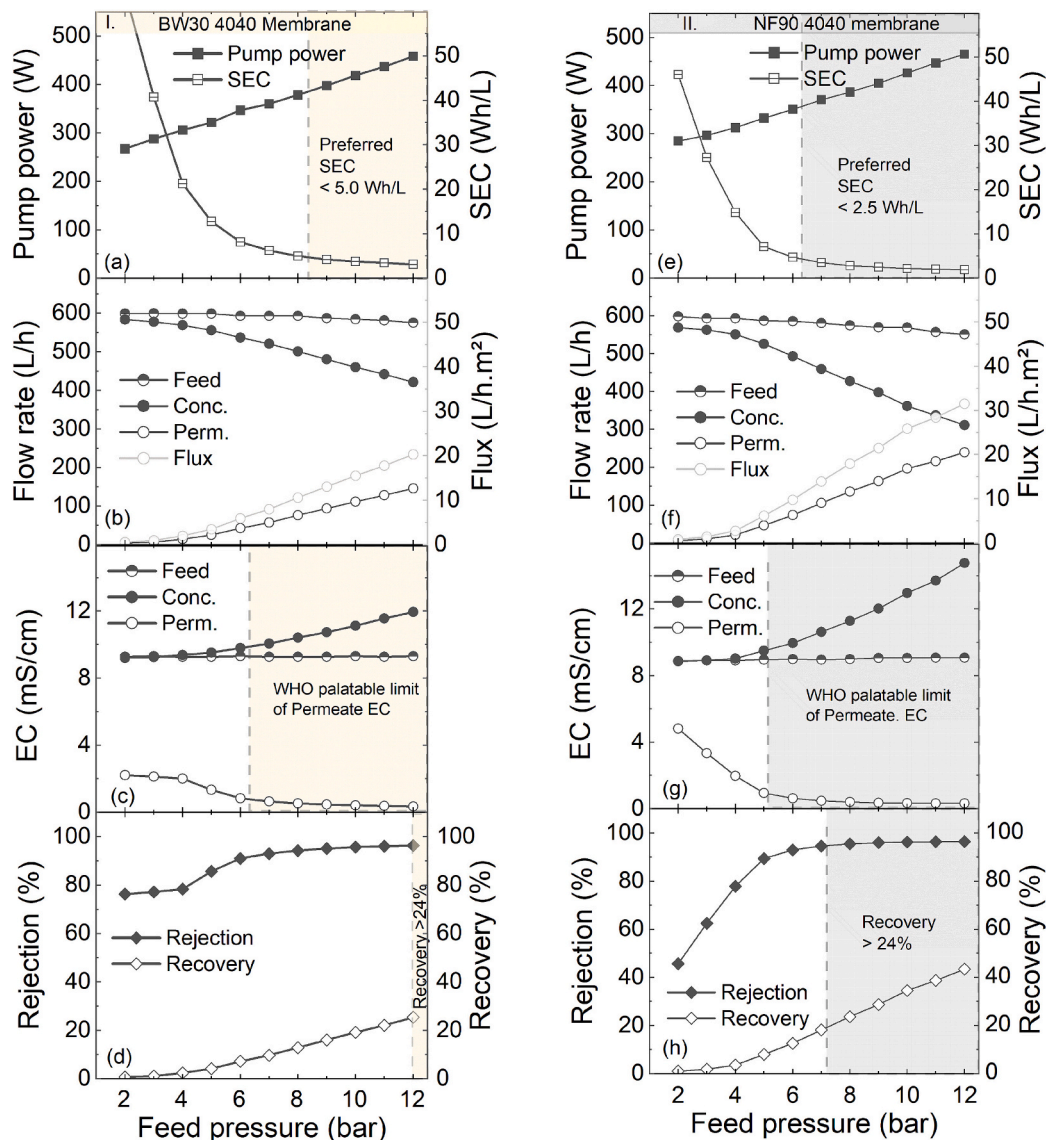 I. BW30 4040 Membrane
500
400
300
200
100
0
Pump power (W)
Pump power
SEC
Preferred
SEC
< 5.0 Wh/L
(a)
50
40
30
20
10
0
SEC (Wh/L)
600
500
400
300
200
100
0
Flow rate (L/h)
Feed
Conc.
Perm.
Flux
(b)
50
40
30
20
10
0
Flux (L/h.m²)
12
8
4
0
EC (mS/cm)
Feed
Conc.
Perm.
WHO palatable limit
of Permeate EC
(c)
100
80
60
40
20
0
Rejection (%)
Rejection
Recovery
Recovery >24%
(d)
100
80
60
40
20
0
Recovery (%)
2 4 6 8 10 12
Feed pressure (bar)
II. NF90 4040 membrane
500
400
300
200
100
0
Pump power (W)
Pump power
SEC
Preferred
SEC
< 2.5 Wh/L
(e)
50
40
30
20
10
0
SEC (Wh/L)
600
500
400
300
200
100
0
Flow rate (L/h)
Feed
Conc.
Perm.
Flux
(f)
50
40
30
20
10
0
Flux (L/h.m²)
12
8
4
0
EC (mS/cm)
Feed
Conc.
Perm.
WHO palatable limit
of Permeate. EC
(g)
100
80
60
40
20
0
Rejection (%)
Rejection
Recovery
Recovery
> 24%
(h)
100
80
60
40
20
0
Recovery (%)
2 4 6 8 10 12
Feed pressure (bar)